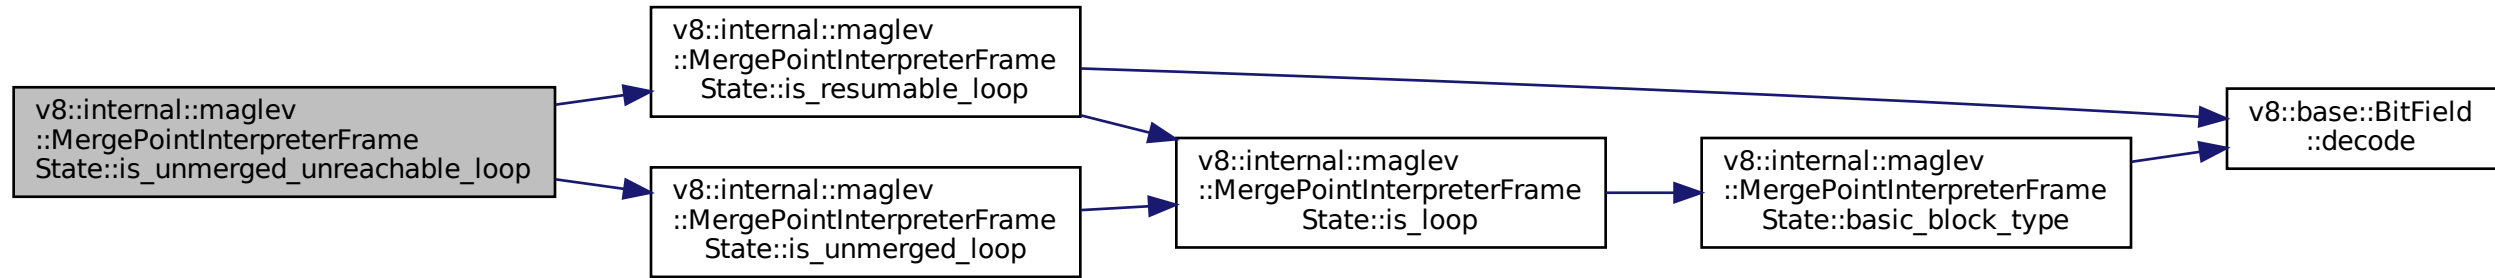 v8::internal::maglev
::MergePointInterpreterFrame
State::is_unmerged_unreachable_loop
v8::internal::maglev
::MergePointInterpreterFrame
State::is_resumable_loop
v8::internal::maglev
::MergePointInterpreterFrame
State::is_unmerged_loop
v8::internal::maglev
::MergePointInterpreterFrame
State::is_loop
v8::internal::maglev
::MergePointInterpreterFrame
State::basic_block_type
v8::base::BitField
::decode